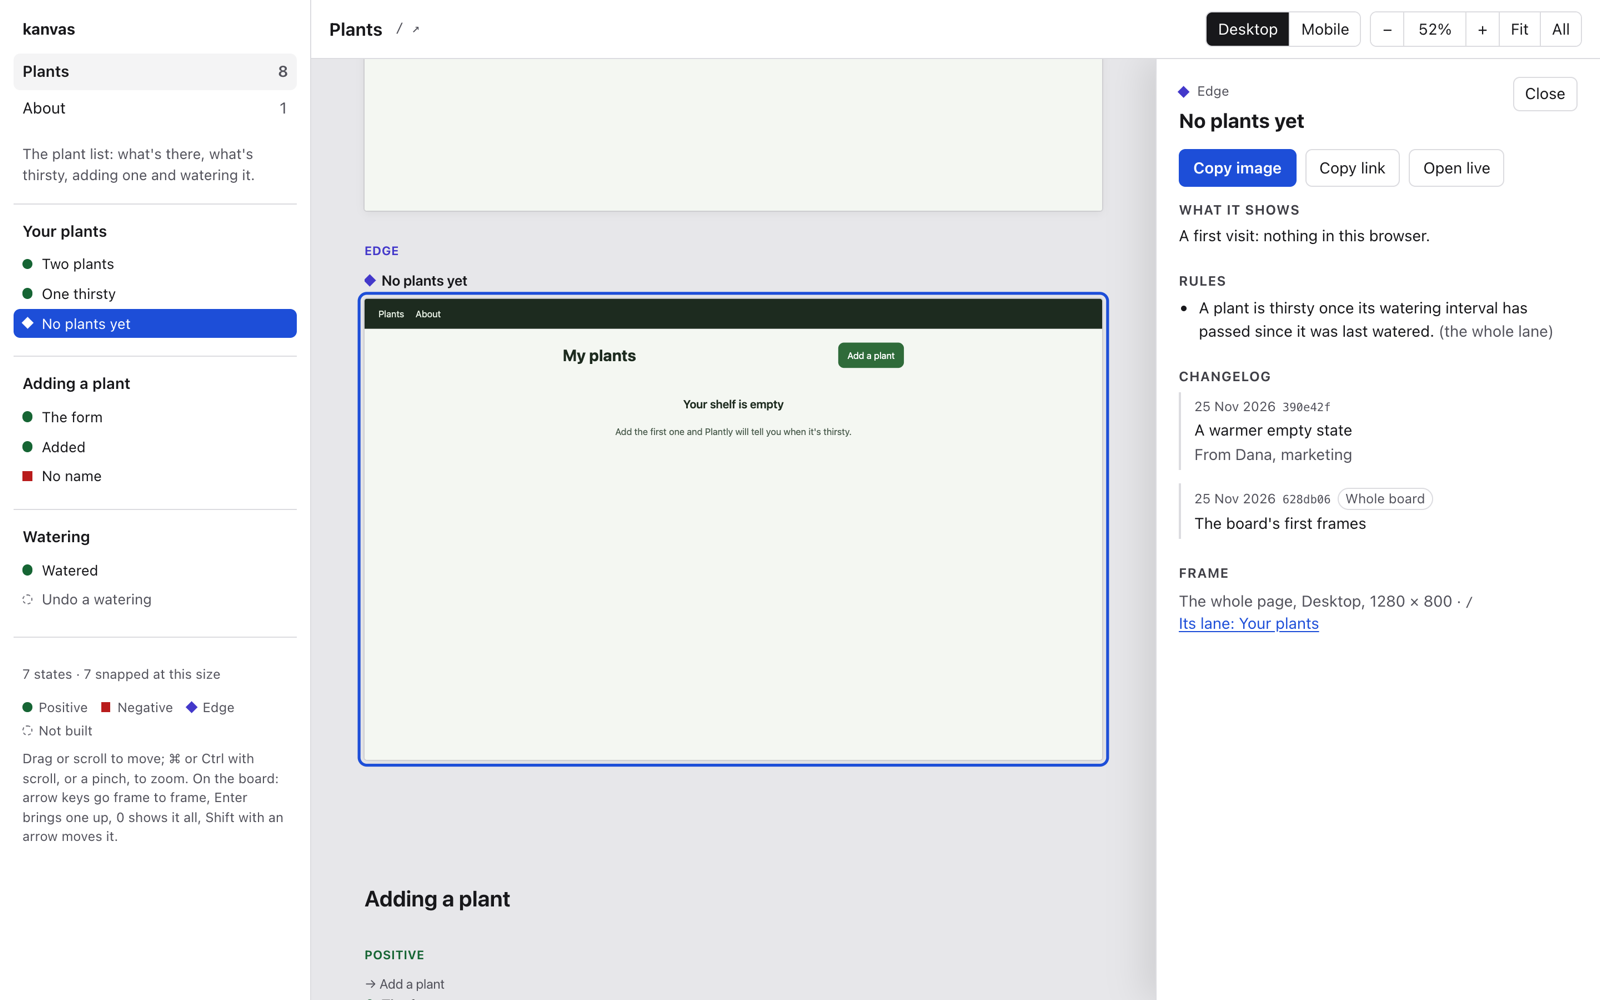 kanvas
Plants 8
About 1
The plant list: what's there, what's
thirsty, adding one and watering it.
Your plants
Two plants
One thirsty
No plants yet
Adding a plant
The form
Added
No name
Watering
Watered
Undo a watering
7 states · 7 snapped at this size
Positive Negative Edge
Not built
Drag or scroll to move; ⌘ or Ctrl with
scroll, or a pinch, to zoom. On the board:
arrow keys go frame to frame, Enter
brings one up, 0 shows it all, Shift with an
arrow moves it.
Plants / ↗
Desktop Mobile − 52% + Fit All
EDGE
No plants yet
Plants About
My plants Add a plant
Your shelf is empty
Add the first one and Plantly will tell you when it's thirsty.
Adding a plant
POSITIVE
→ Add a plant
Edge
Close
No plants yet
Copy image Copy link Open live
WHAT IT SHOWS
A first visit: nothing in this browser.
RULES
• A plant is thirsty once its watering interval has
passed since it was last watered. (the whole lane)
CHANGELOG
25 Nov 2026 390e42f
A warmer empty state
From Dana, marketing
25 Nov 2026 628db06 Whole board
The board's first frames
FRAME
The whole page, Desktop, 1280 × 800 · /
Its lane: Your plants